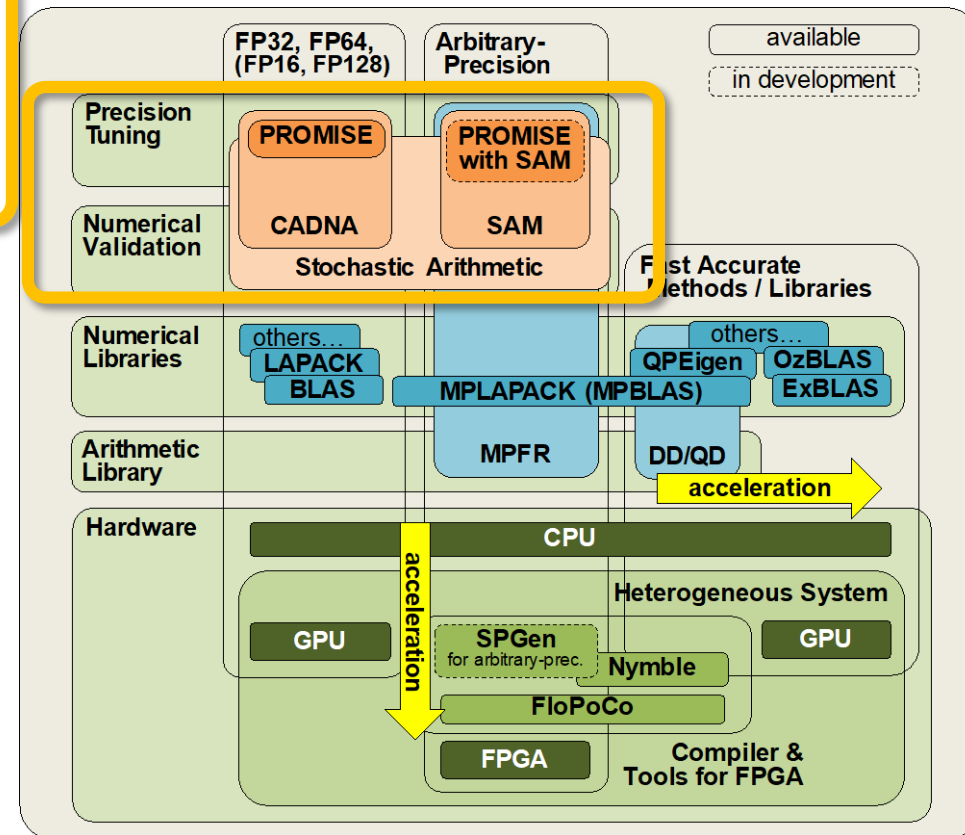 FP32, FP64,
(FP16, FP128)
Arbitrary-
Precision
available
in development
Precision
Tuning
PROMISE
PROMISE
with SAM
Numerical
Validation
CADNA
SAM
Stochastic Arithmetic
Fast Accurate
Methods / Libraries
Numerical
Libraries
others…
LAPACK
BLAS
MPLAPACK (MPBLAS)
others…
QPEigen
OzBLAS
ExBLAS
Arithmetic
Library
MPFR
DD/QD
acceleration
Hardware
CPU
acceleration
Heterogeneous System
GPU
SPGen
for arbitrary-prec.
GPU
Nymble
FloPoCo
FPGA
Compiler &
Tools for FPGA